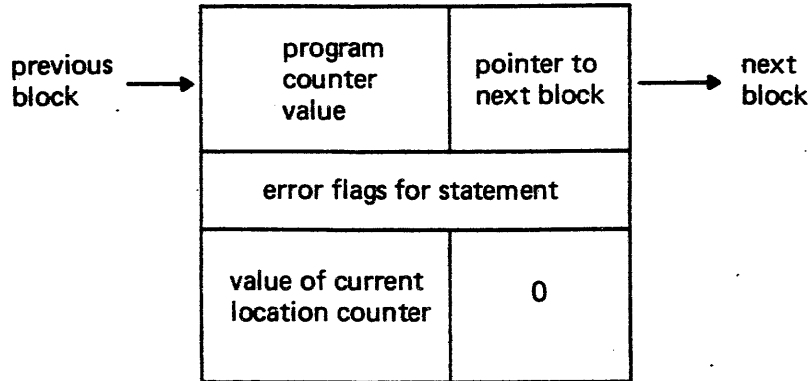 previous
block
program
counter
value
pointer to
next block
next
block
error flags for statement
value of current
location counter
0